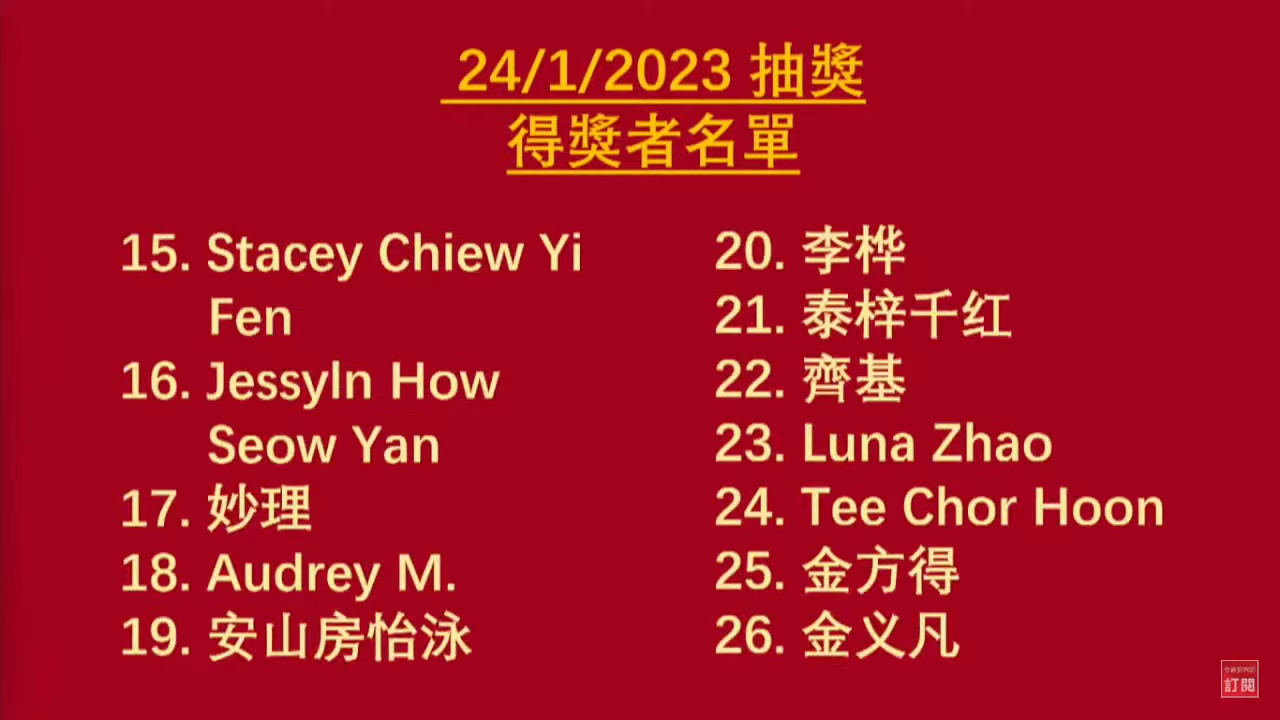 24/1/2023 抽獎
得獎者名單
15. Stacey Chiew Yi
Fen
16. Jessyln How
Seow Yan
17. 妙理
18. Audrey M.
19. 安山房怡泳
20. 李桦
21. 泰梓千红
22. 齊基
23. Luna Zhao
24. Tee Chor Hoon
25. 金方得
26. 金义凡
訂閱